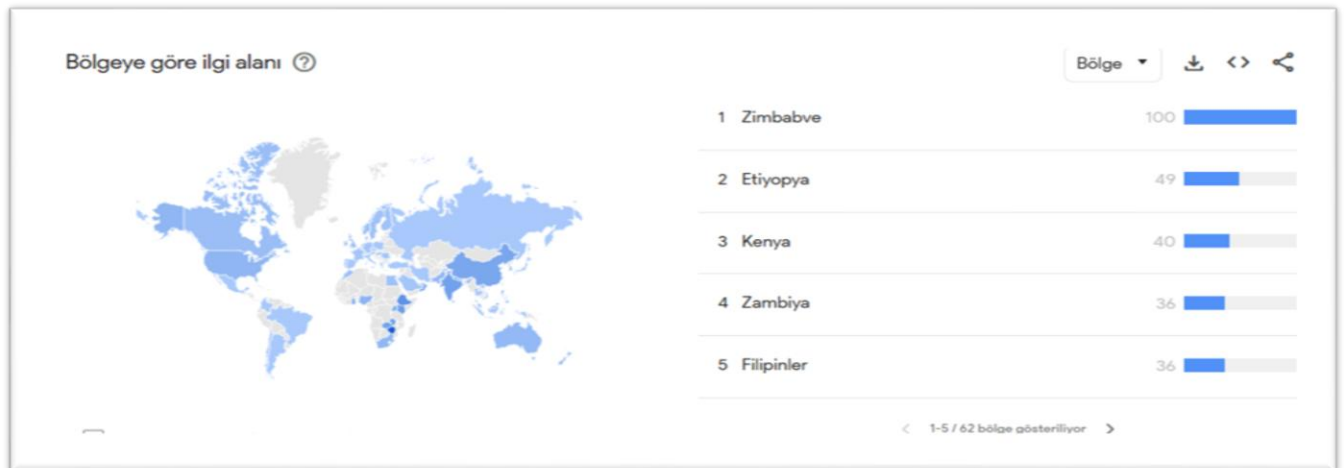 Bölgeye göre ilgi alanı
Bölge
1 Zimbabve 100
2 Etiyopya 49
3 Kenya 40
4 Zambiya 36
5 Filipinler 36
1-5 / 62 bölge gösteriliyor